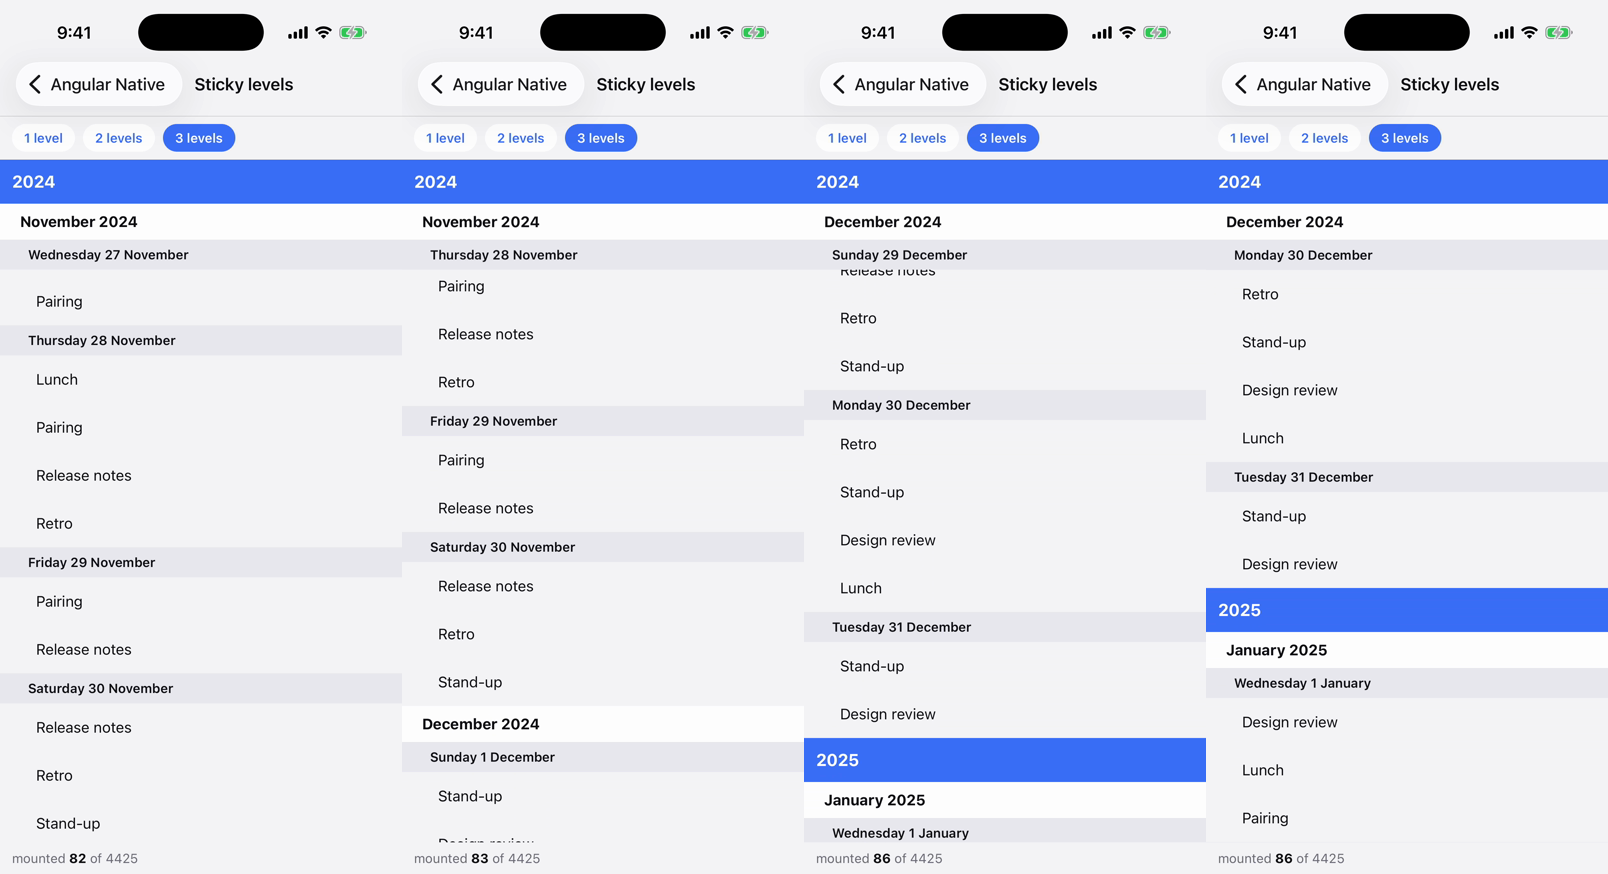 9:41
Angular Native Sticky levels
1 level 2 levels 3 levels
2024
November 2024
Wednesday 27 November
Pairing
Thursday 28 November
Lunch
Pairing
Release notes
Retro
Friday 29 November
Pairing
Release notes
Saturday 30 November
Release notes
Retro
Stand-up
mounted 82 of 4425
9:41
Angular Native Sticky levels
1 level 2 levels 3 levels
2024
November 2024
Thursday 28 November
Pairing
Release notes
Retro
Friday 29 November
Pairing
Release notes
Saturday 30 November
Release notes
Retro
Stand-up
December 2024
Sunday 1 December
Stand-up
Design review
mounted 83 of 4425
9:41
Angular Native Sticky levels
1 level 2 levels 3 levels
2024
December 2024
Sunday 29 December
Release notes
Retro
Stand-up
Monday 30 December
Retro
Stand-up
Design review
Lunch
Tuesday 31 December
Stand-up
Design review
2025
January 2025
Wednesday 1 January
mounted 86 of 4425
9:41
Angular Native Sticky levels
1 level 2 levels 3 levels
2024
December 2024
Monday 30 December
Retro
Stand-up
Design review
Lunch
Tuesday 31 December
Stand-up
Design review
2025
January 2025
Wednesday 1 January
Design review
Lunch
Pairing
mounted 86 of 4425